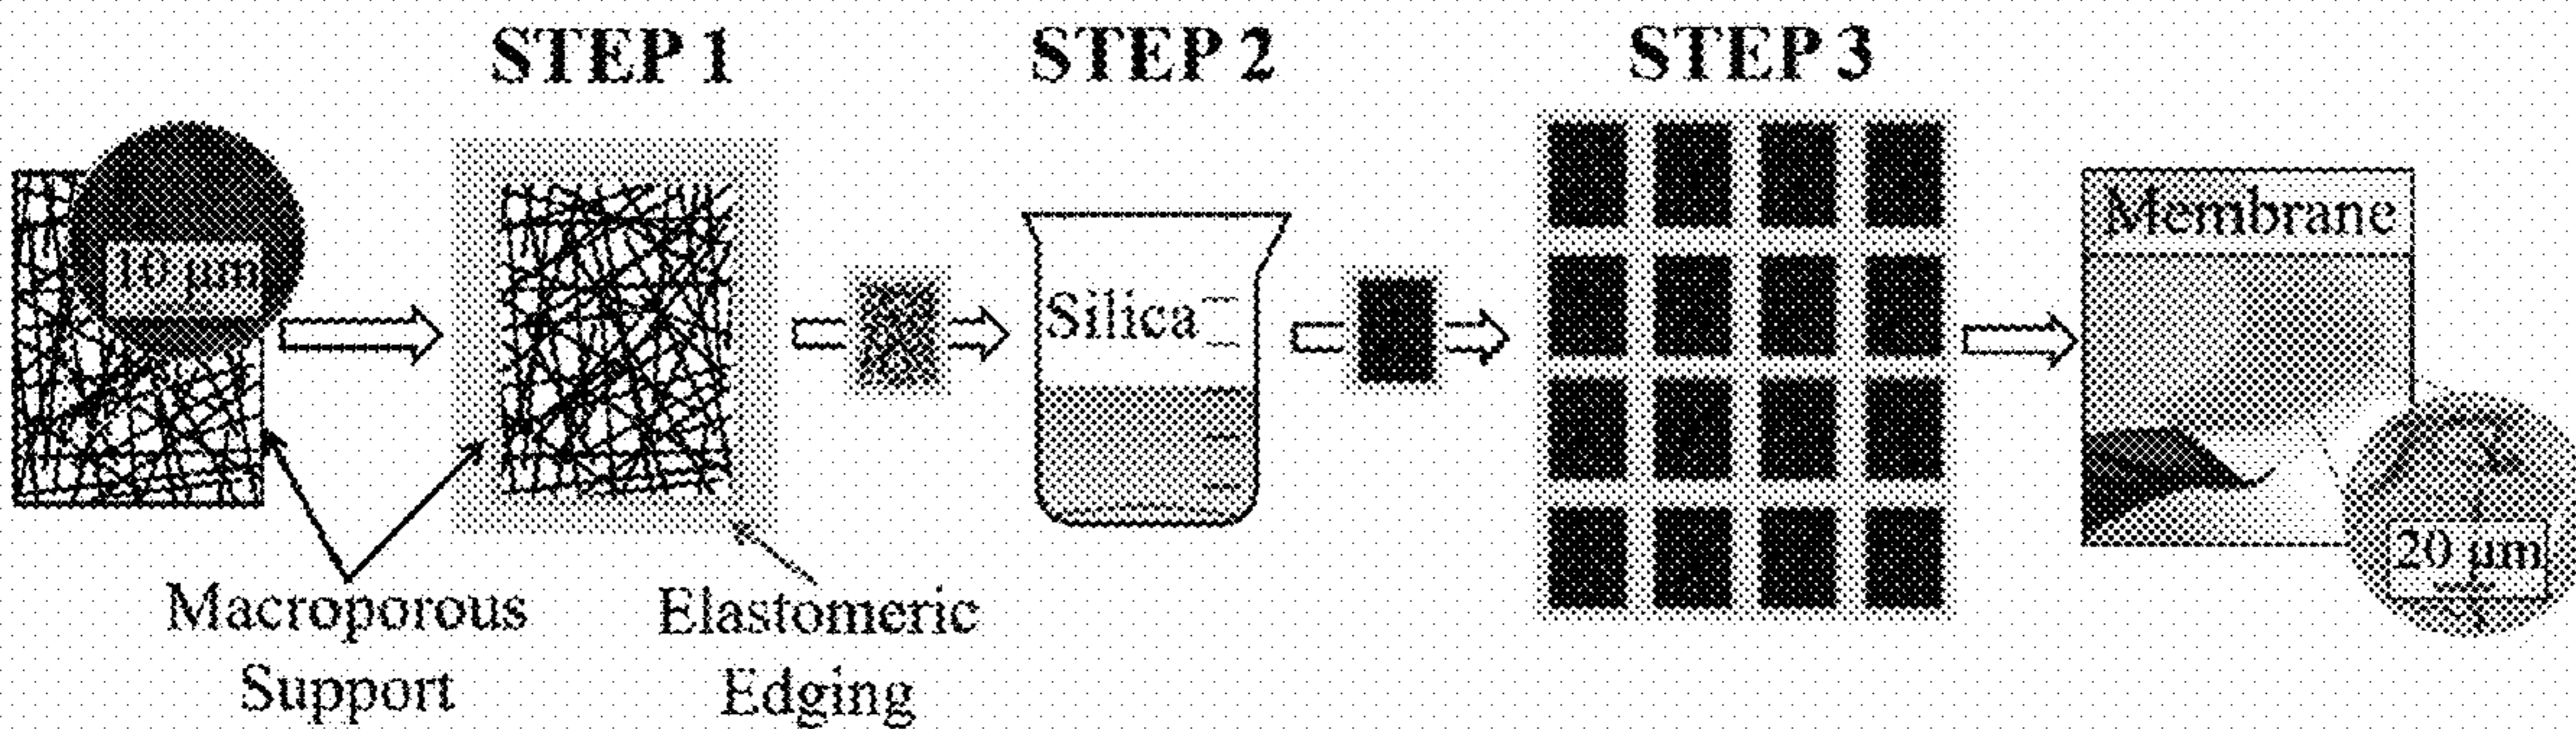 STEP 1
STEP 2
STEP 3
10 µm
Silica
Membrane
20 µm
Macroporous
Support
Elastomeric
Edging